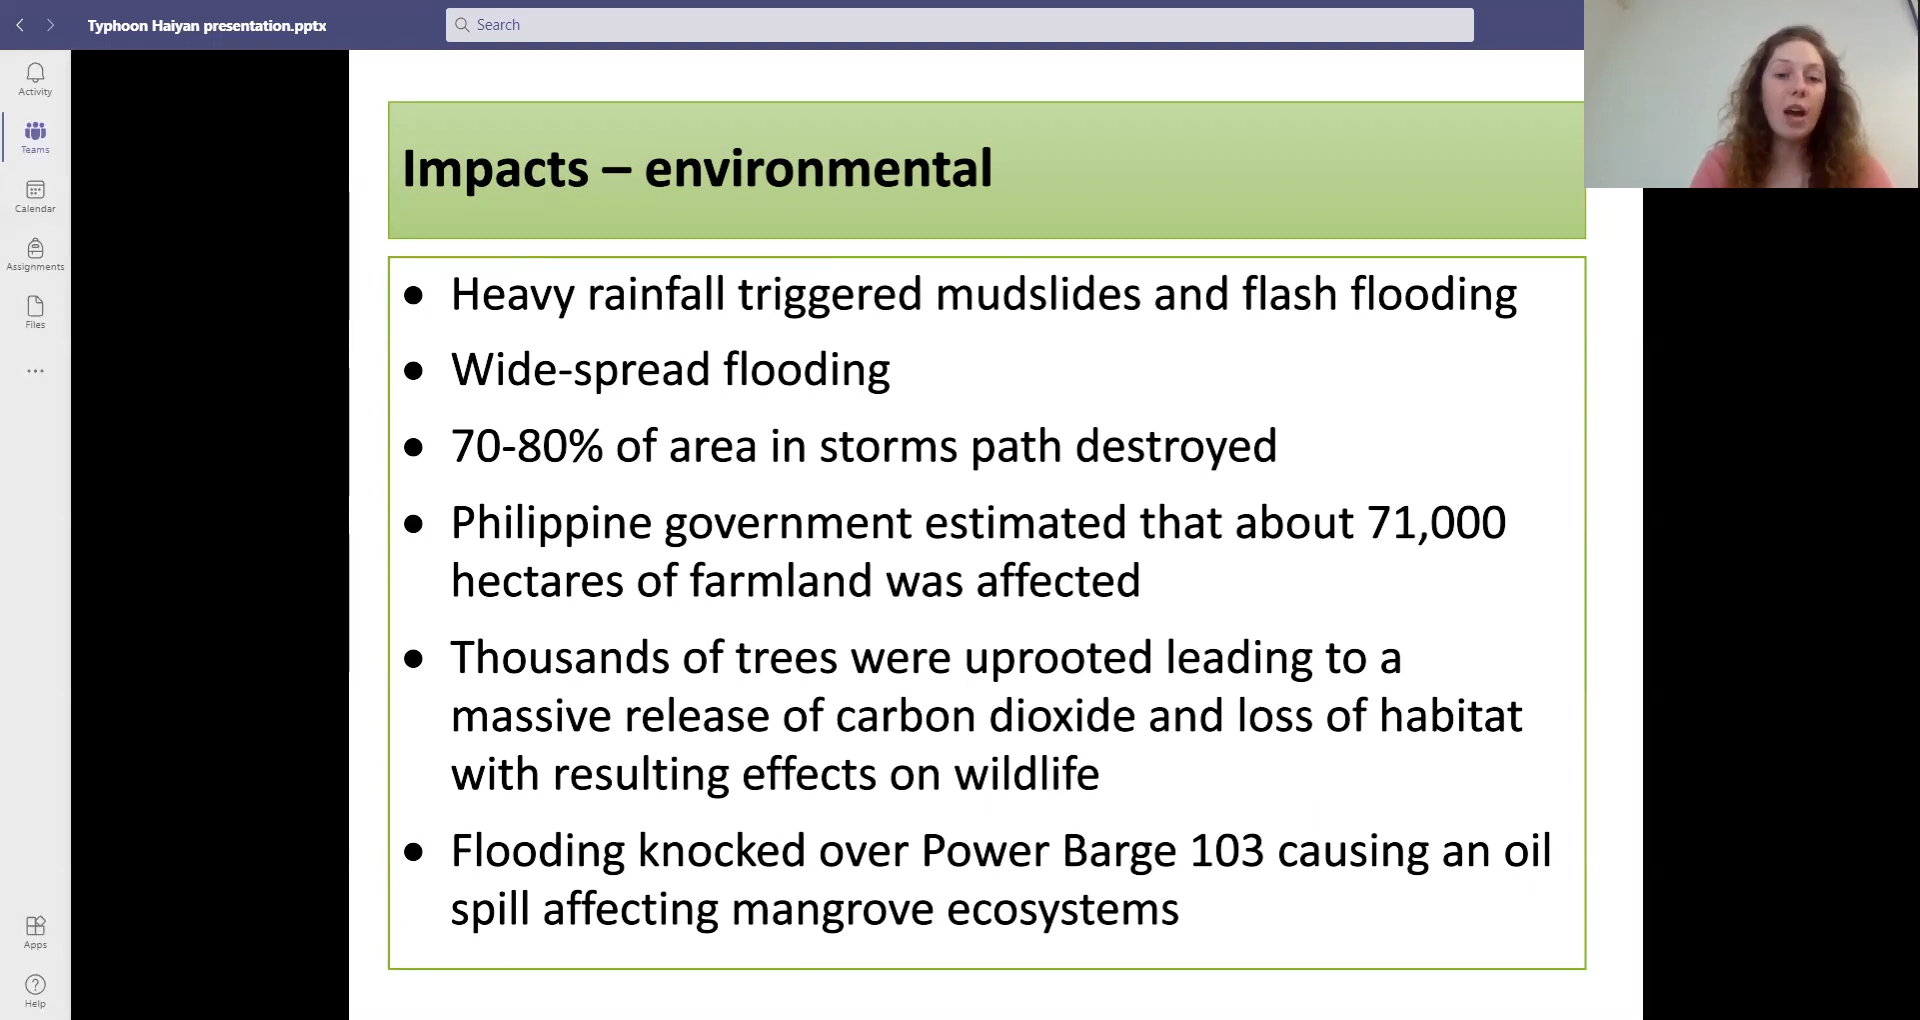 Typhoon Haiyan presentation.pptx
Search
Activity
Teams
Calendar
Assignments
Files
Apps
Help
Impacts – environmental
• Heavy rainfall triggered mudslides and flash flooding
• Wide-spread flooding
• 70-80% of area in storms path destroyed
• Philippine government estimated that about 71,000
hectares of farmland was affected
• Thousands of trees were uprooted leading to a
massive release of carbon dioxide and loss of habitat
with resulting effects on wildlife
• Flooding knocked over Power Barge 103 causing an oil
spill affecting mangrove ecosystems